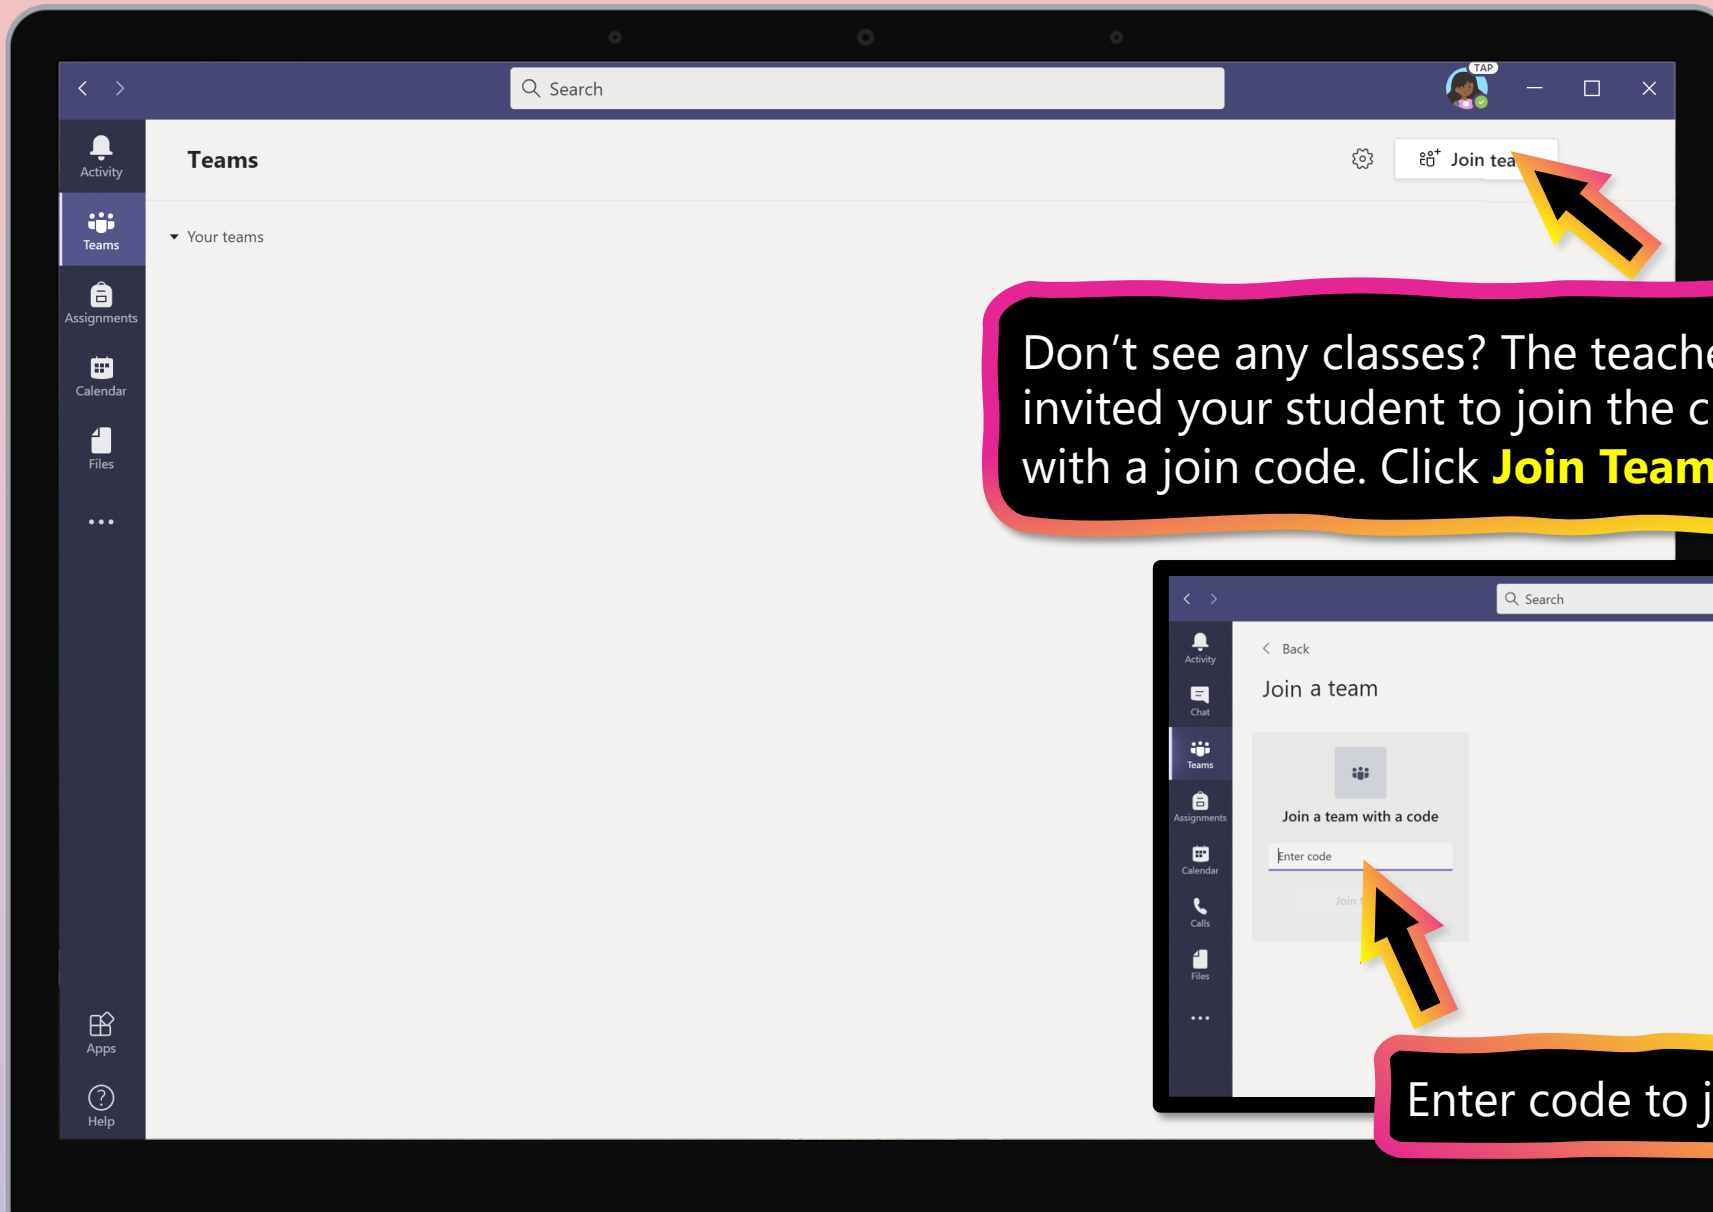 Search
TAP
Activity
Teams
Join tea
Teams
Your teams
Assignments
Calendar
Files
Don't see any classes? The teache
invited your student to join the c
with a join code. Click Join Team
Search
Activity
Back
Join a team
Chat
Teams
Join a team with a code
Assignments
Enter code
Calendar
Join t
Calls
Files
Apps
Help
Enter code to j